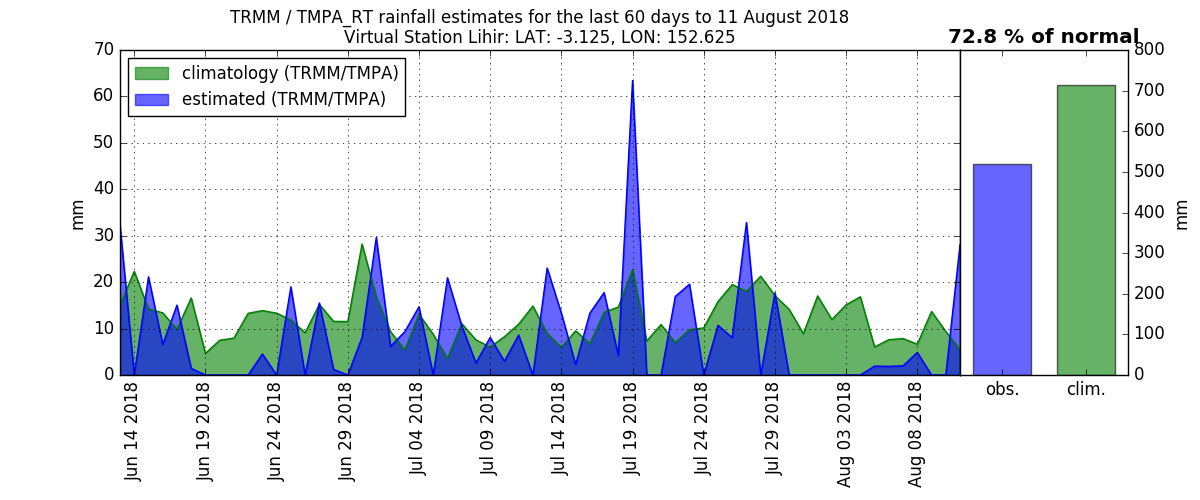 TRMM / TMPA_RT rainfall estimates for the last 60 days to 11 August 2018
Virtual Station Lihir: LAT: -3.125, LON: 152.625
72.8 % of normal
climatology (TRMM/TMPA)
estimated (TRMM/TMPA)
mm
70
60
50
40
30
20
10
0
Jun 14 2018
Jun 19 2018
Jun 24 2018
Jun 29 2018
Jul 04 2018
Jul 09 2018
Jul 14 2018
Jul 19 2018
Jul 24 2018
Jul 29 2018
Aug 03 2018
Aug 08 2018
obs.
clim.
800
700
600
500
400
300
200
100
0
mm